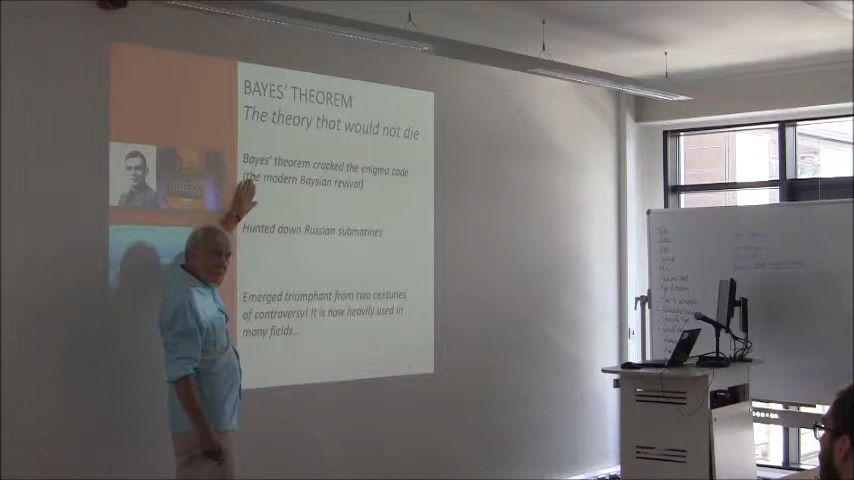 BAYES' THEOREM
The theory that would not die
Bayes' theorem cracked the enigma code
(the modern Baysian revival)
Hunted down Russian submarines
Emerged triumphant from two centuries
of controversy! It is now heavily used in
many fields...